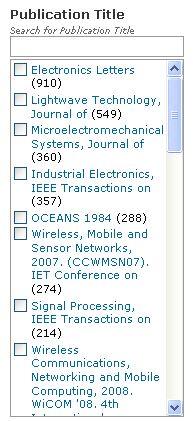 Publication Title
Search for Publication Title
Electronics Letters
(910)
Lightwave Technology,
Journal of (549)
Microelectromechanical
Systems, Journal of
(360)
Industrial Electronics,
IEEE Transactions on
(357)
OCEANS 1984 (288)
Wireless, Mobile and
Sensor Networks,
2007. (CCWMSN07).
IET Conference on
(274)
Signal Processing,
IEEE Transactions on
(214)
Wireless
Communications,
Networking and Mobile
Computing, 2008.
WiCOM '08. 4th